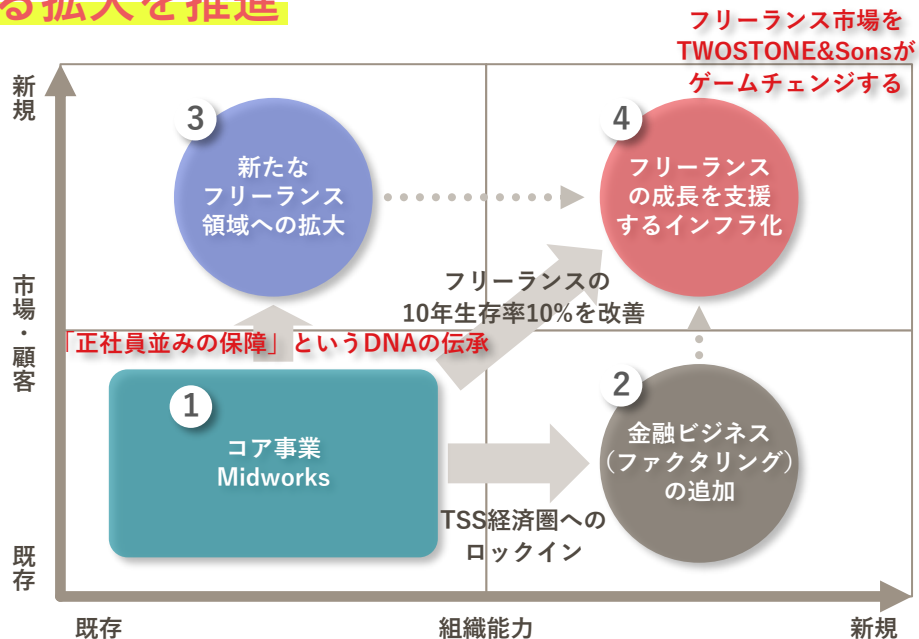 る拡大を推進
フリーランス市場を
TWOSTONE&Sonsが
ゲームチェンジする
新規
3
新たな
フリーランス
領域への拡大
4
フリーランス
の成長を支援
するインフラ化
フリーランスの
10年生存率10%を改善
市場・顧客
「正社員並みの保障」というDNAの伝承
1
コア事業
Midworks
2
金融ビジネス
(ファクタリング)
の追加
TSS経済圏への
ロックイン
既存
既存
組織能力
新規